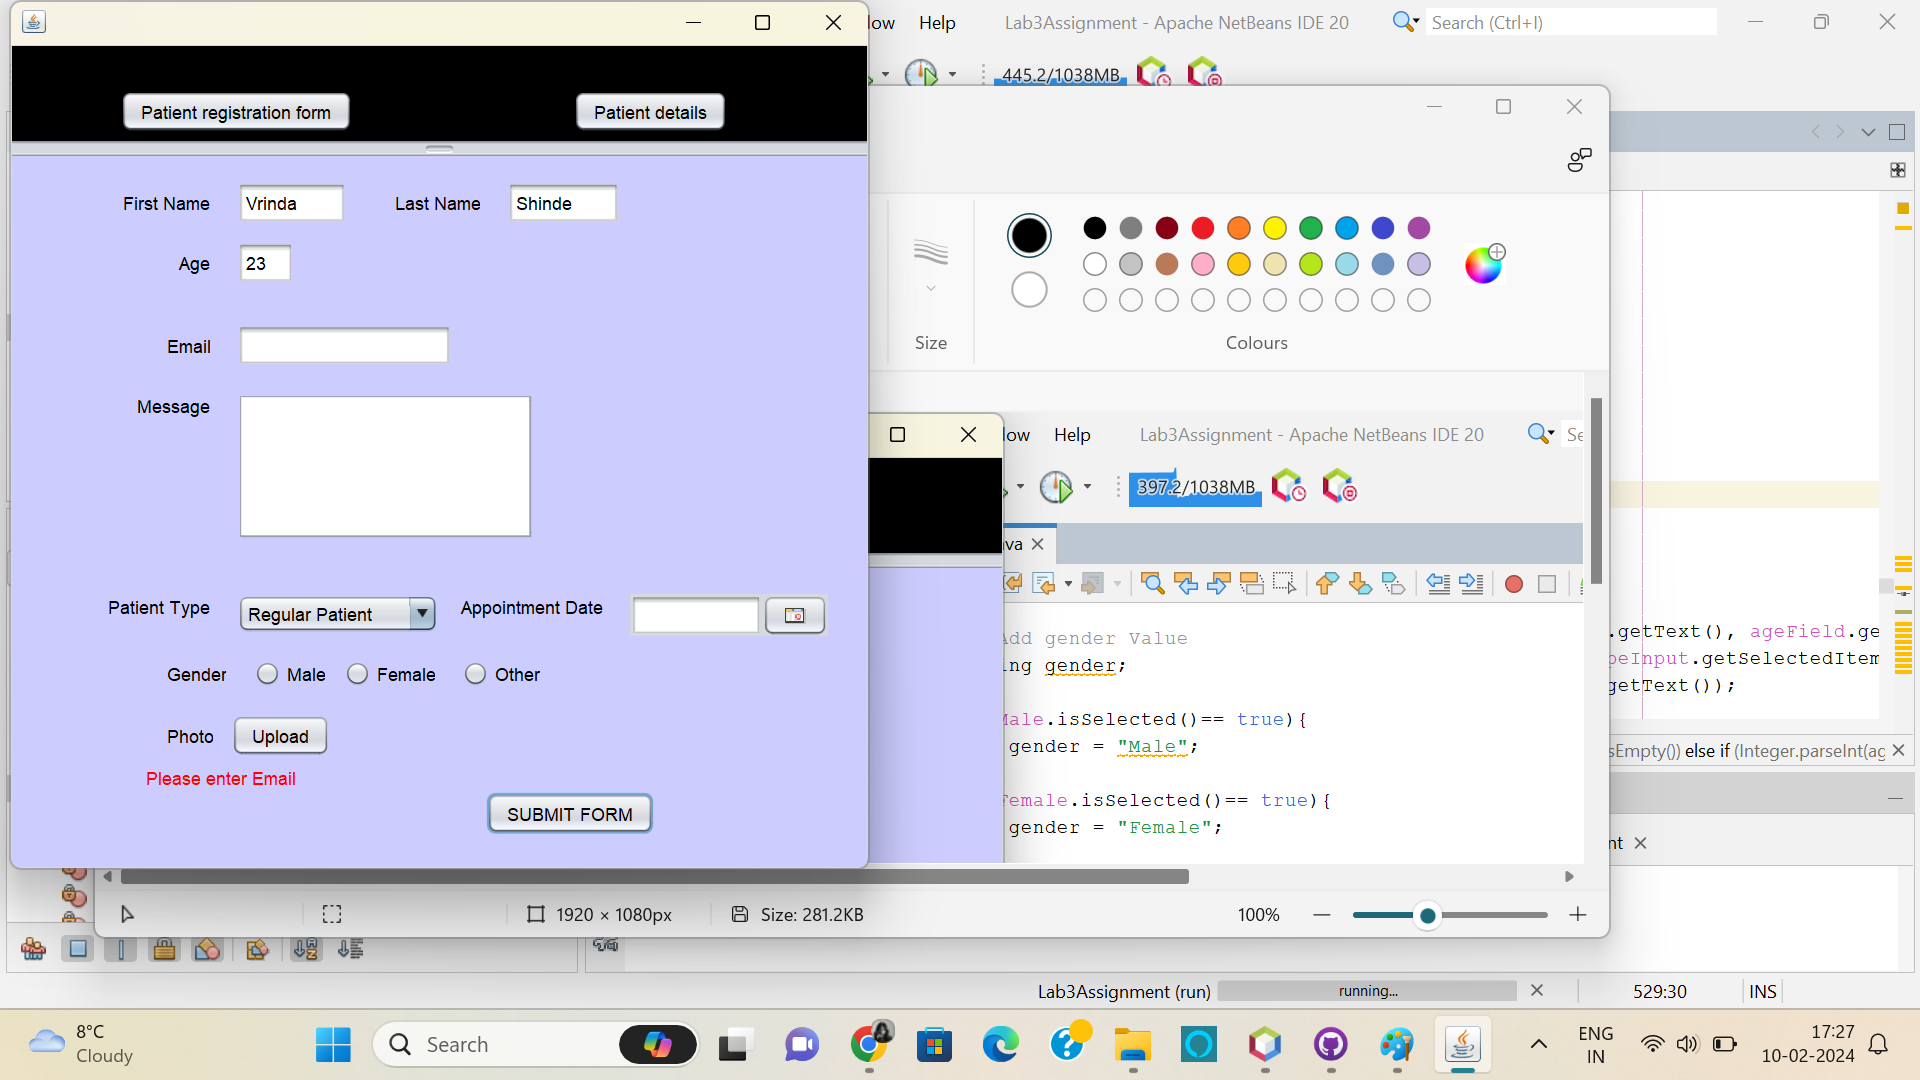 low Help Lab3Assignment - Apache NetBeans IDE 20 Search (Ctrl+I)
445.2/1038MB
Patient registration form Patient details
First Name Vrinda Last Name Shinde
Age 23
Email
Message
Patient Type Regular Patient Appointment Date
Gender Male Female Other
Photo Upload
Please enter Email
SUBMIT FORM
Size Colours
low Help Lab3Assignment - Apache NetBeans IDE 20 Se
397.2/1038MB
va
Add gender Value
ing gender;
Male.isSelected()== true){
gender = "Male";
Female.isSelected()== true){
gender = "Female";
.getText(), ageField.ge
peInput.getSelectedItem
getText());
sEmpty()) else if (Integer.parseInt(ag
nt
1920 × 1080px Size: 281.2KB 100%
Lab3Assignment (run) running... 529:30 INS
8°C
Cloudy
Search
ENG
IN
17:27
10-02-2024